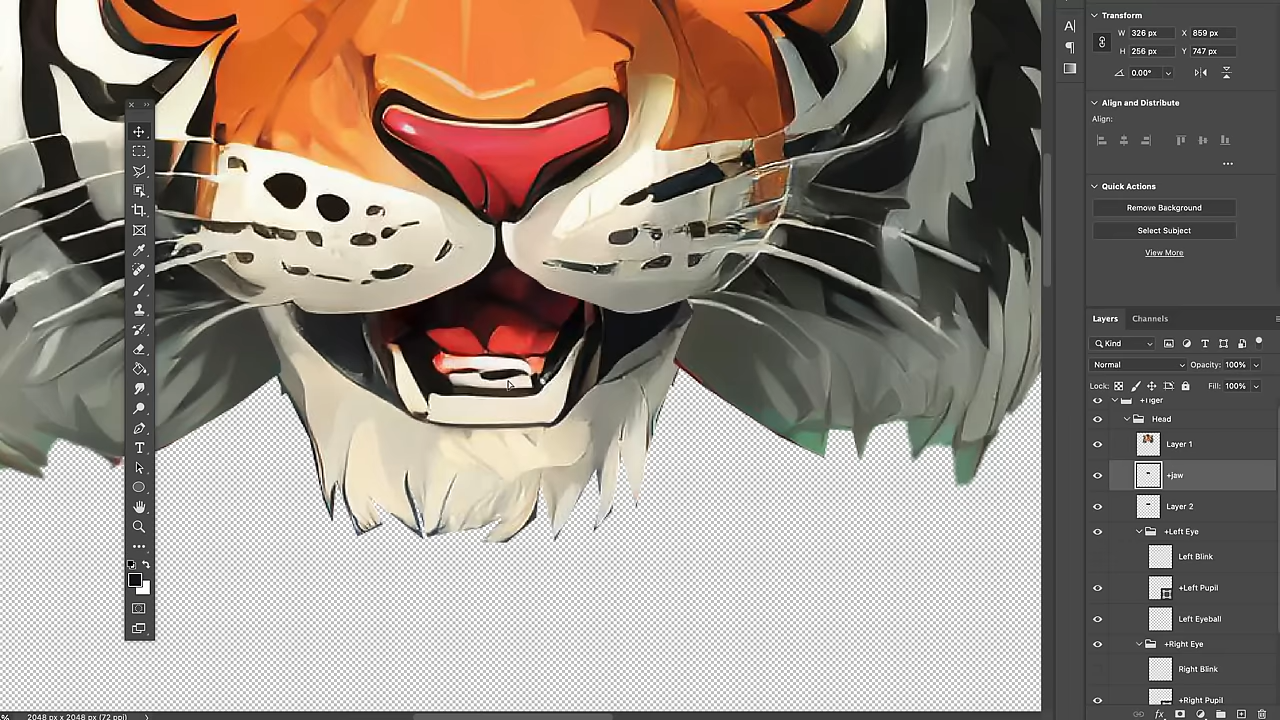 Transform
W 326 px X 859 px
H 256 px Y 747 px
0.00°
Align and Distribute
Align:
Quick Actions
Remove Background
Select Subject
View More
Layers Channels
Kind
Normal Opacity: 100%
Lock: Fill: 100%
+Tiger
Head
Layer 1
+jaw
Layer 2
+Left Eye
Left Blink
+Left Pupil
Left Eyeball
+Right Eye
Right Blink
+Right Pupil
% 2048 px x 2048 px (72 ppi)